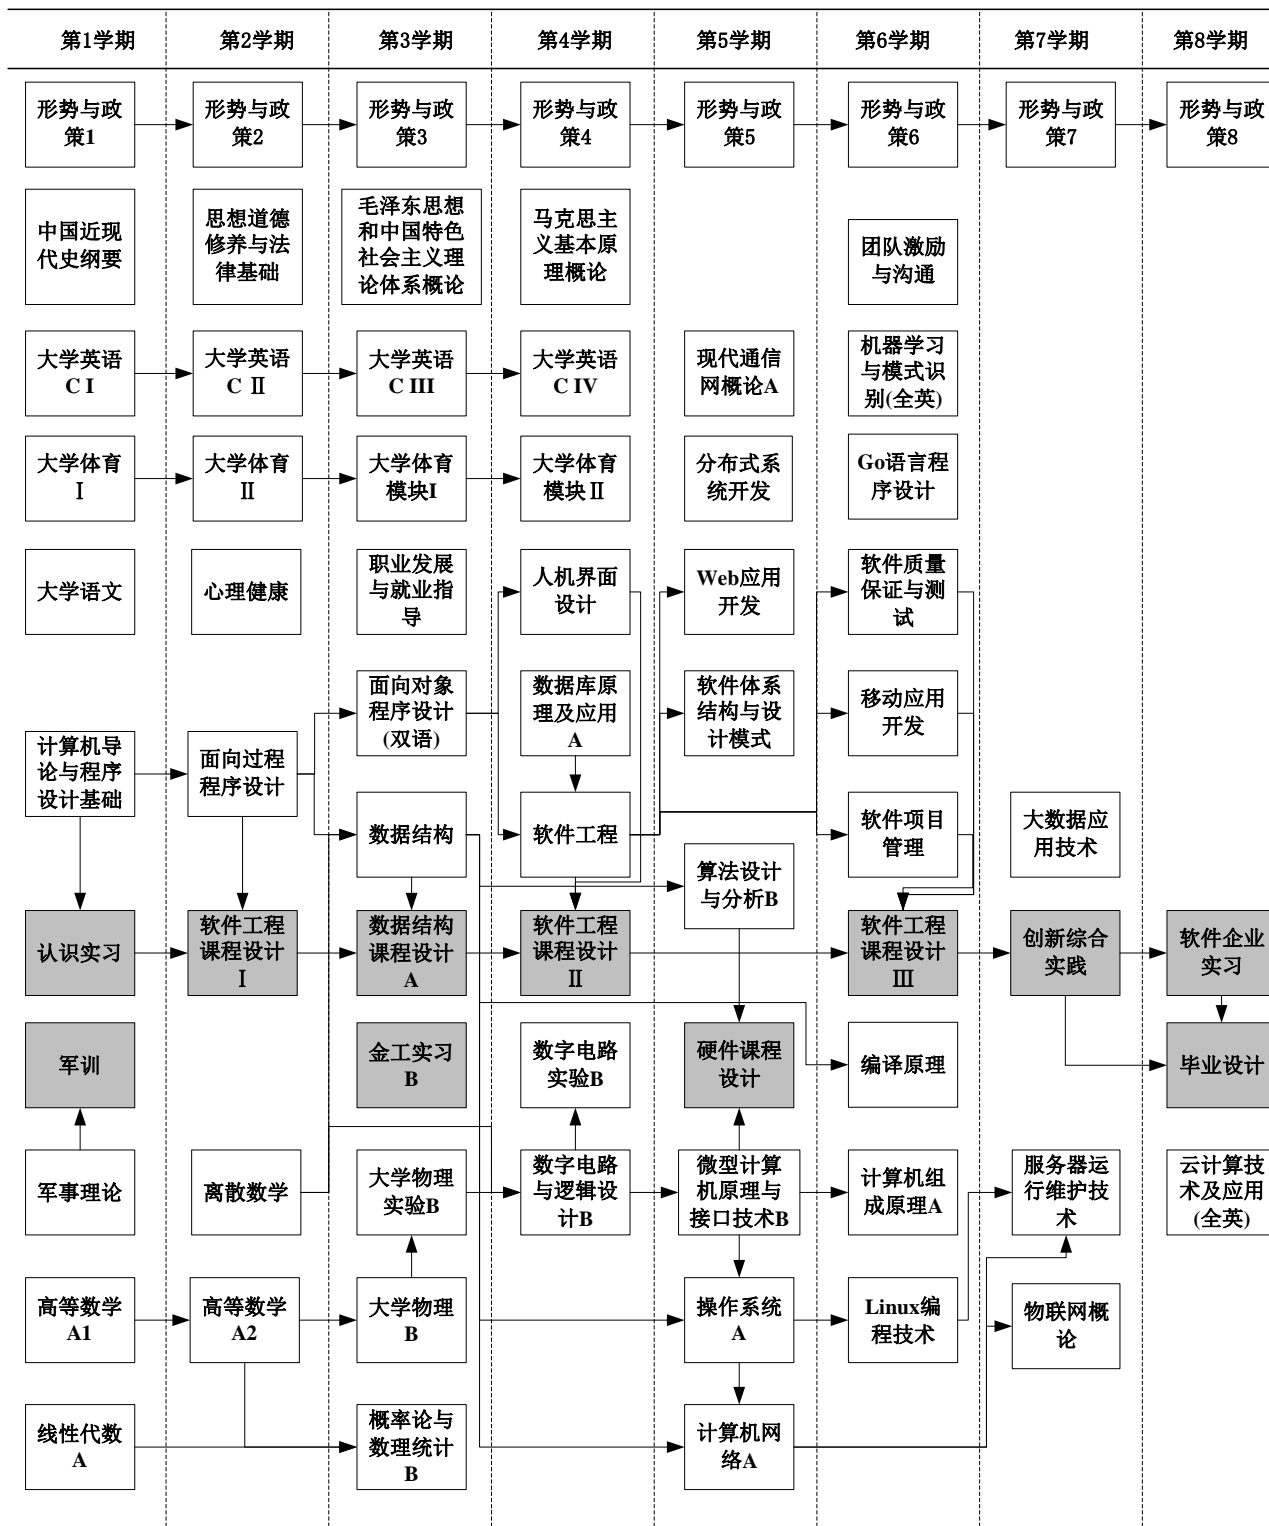 第1学期
第2学期
第3学期
第4学期
第5学期
第6学期
第7学期
第8学期
形势与政
策1
形势与政
策2
形势与政
策3
形势与政
策4
形势与政
策5
形势与政
策6
形势与政
策7
形势与政
策8
中国近现
代史纲要
思想道德
修养与法
律基础
毛泽东思想
和中国特色
社会主义理
论体系概论
马克思主
义基本原
理概论
团队激励
与沟通
大学英语
C I
大学英语
C Ⅱ
大学英语
C III
大学英语
C IV
现代通信
网概论A
机器学习
与模式识
别(全英)
大学体育
Ⅰ
大学体育
Ⅱ
大学体育
模块I
大学体育
模块Ⅱ
分布式系
统开发
Go语言程
序设计
大学语文
心理健康
职业发展
与就业指
导
人机界面
设计
Web应用
开发
软件质量
保证与测
试
面向对象
程序设计
(双语)
数据库原
理及应用
A
软件体系
结构与设
计模式
移动应用
开发
计算机导
论与程序
设计基础
面向过程
程序设计
数据结构
软件工程
算法设计
与分析B
软件项目
管理
大数据应
用技术
认识实习
软件工程
课程设计
Ⅰ
数据结构
课程设计
A
软件工程
课程设计
Ⅱ
软件工程
课程设计
Ⅲ
创新综合
实践
软件企业
实习
军训
金工实习
B
数字电路
实验B
硬件课程
设计
编译原理
毕业设计
军事理论
离散数学
大学物理
实验B
数字电路
与逻辑设
计B
微型计算
机原理与
接口技术B
计算机组
成原理A
服务器运
行维护技
术
云计算技
术及应用
(全英)
高等数学
A1
高等数学
A2
大学物理
B
操作系统
A
Linux编
程技术
物联网概
论
线性代数
A
概率论与
数理统计
B
计算机网
络A